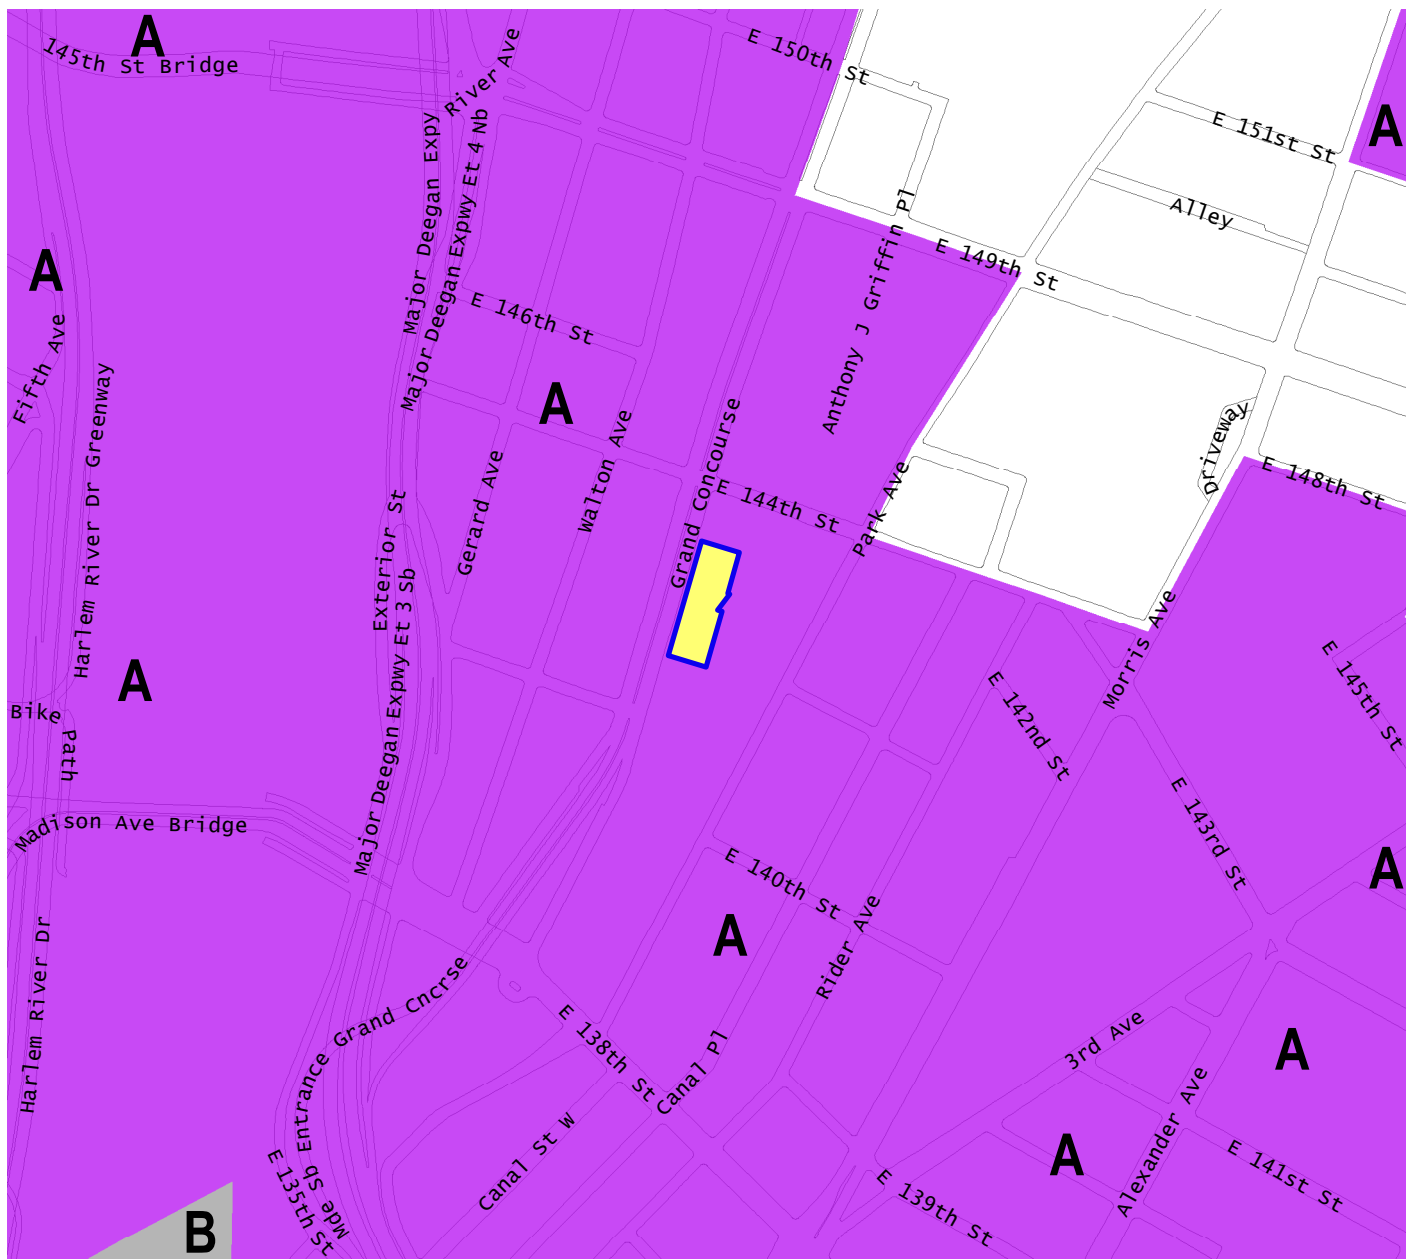 A
145th St Bridge
River Ave
E 150th St
E 151st St
A
Major Deegan Expy
Major Deegan Expwy Et 4 Nb
Alley
Anthony J Griffin Pl
E 149th St
A
Fifth Ave
E 146th St
A
Harlem River Dr Greenway
Walton Ave
Gerard Ave
Grand Concourse
E 144th St
Park Ave
Driveway
E 148th St
Exterior St
Major Deegan Expwy Et 3 Sb
A
Bike Path
E 142nd St
Morris Ave
E 145th St
E 143rd St
Madison Ave Bridge
E 140th St
A
A
Rider Ave
Harlem River Dr
Entrance Grand Cncrse
E 138th St
Canal Pl
3rd Ave
A
Canal St W
A
Alexander Ave
E 141st St
E 139th St
E 135th St
Mde Sb
B